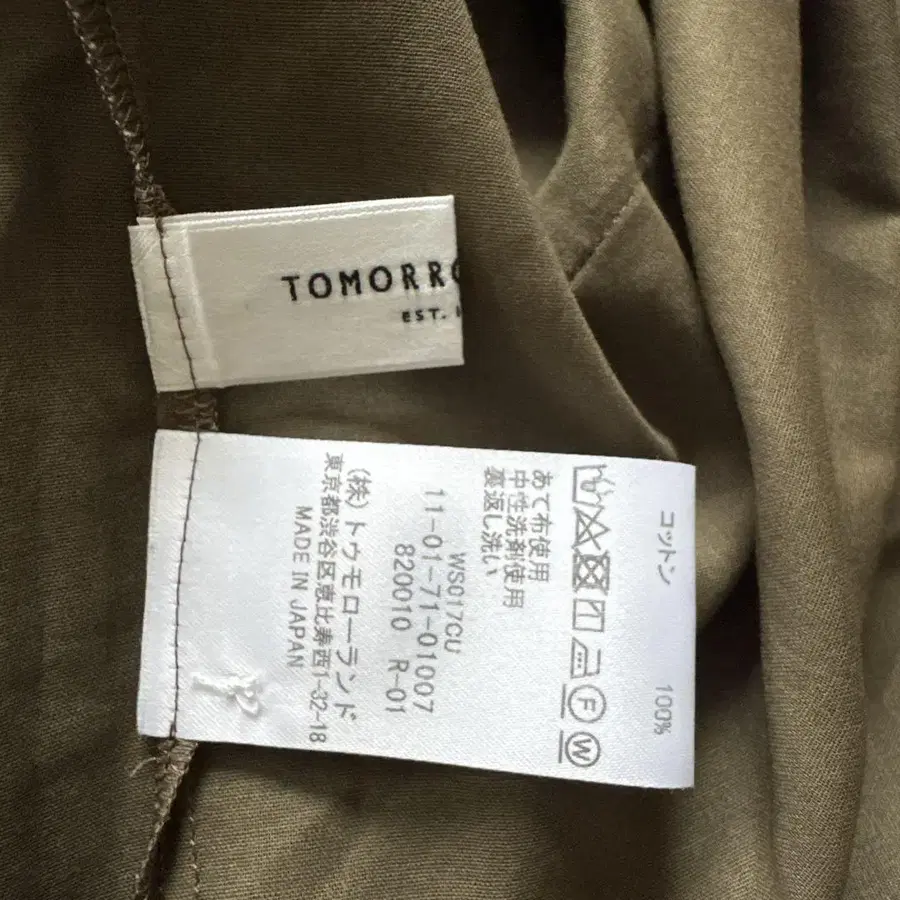 TOMORR
EST.
コットン 100%
W
F
あて布使用
中性洗剤使用
裏返し洗い
WS017CU
11-01-71-01007
820010 R-01
(株)トゥモローランド
東京都渋谷区恵比寿西1-32-18
MADE IN JAPAN